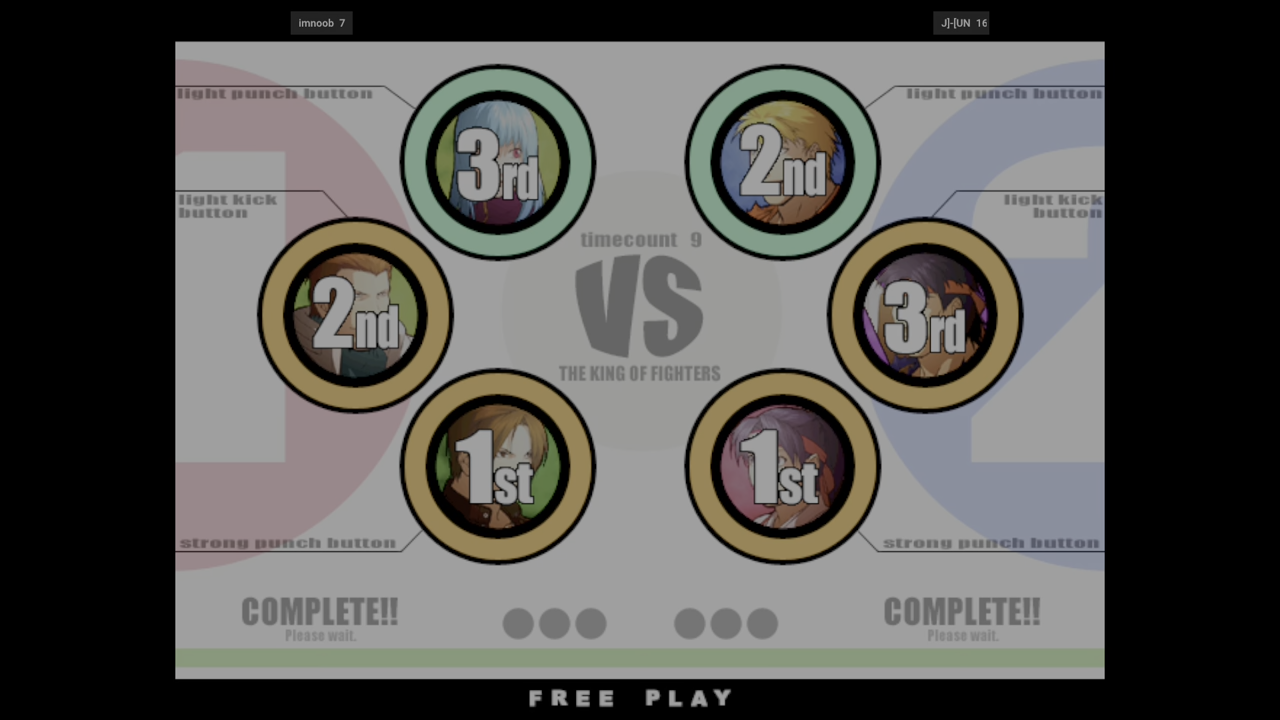 imnoob 7
J]-[UN 16
light punch button
light punch button
3rd
2nd
light kick
button
light kick
button
timecount 9
VS
THE KING OF FIGHTERS
2nd
3rd
1st
1st
strong punch button
strong punch button
COMPLETE!!
Please wait.
COMPLETE!!
Please wait.
1
2
FREE PLAY